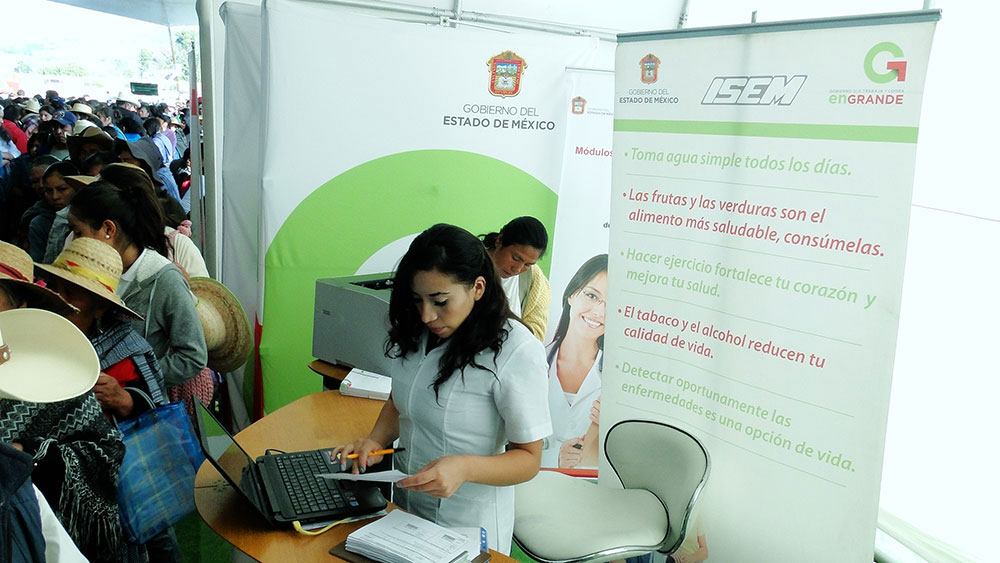 GOBIERNO DEL
ESTADO DE MÉXICO
Módulos
GOBIERNO DEL
ESTADO DE MÉXICO
ISEM
enGRANDE
• Toma agua simple todos los días.
• Las frutas y las verduras son el
alimento más saludable, consúmelas.
• Hacer ejercicio fortalece tu corazón y
mejora tu salud.
• El tabaco y el alcohol reducen tu
calidad de vida.
• Detectar oportunamente las
enfermedades es una opción de vida.